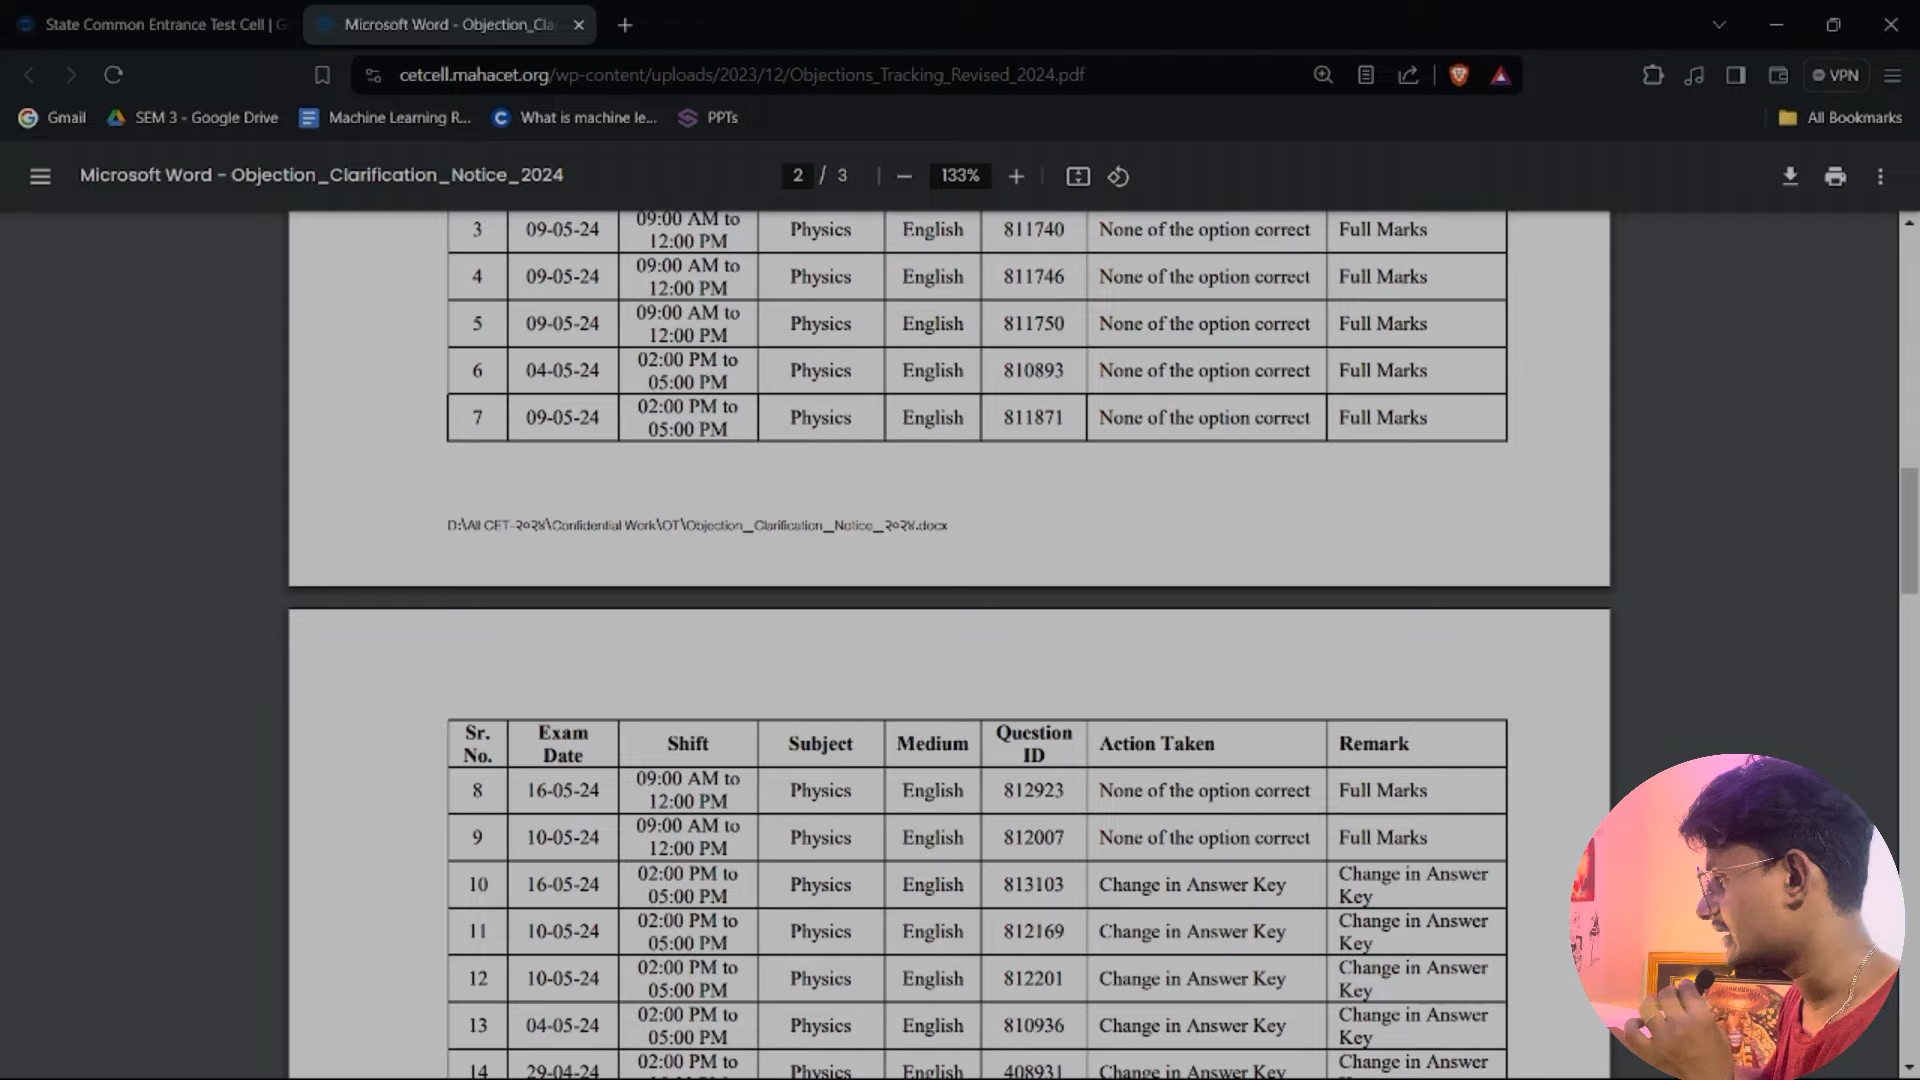 State Common Entrance Test Cell |
Microsoft Word - Objection_Cla
cetcell.mahacet.org/wp-content/uploads/2023/12/Objections_Tracking_Revised_2024.pdf
VPN
Gmail
SEM 3 - Google Drive
Machine Learning R...
What is machine le...
PPTs
All Bookmarks
Microsoft Word - Objection_Clarification_Notice_2024
2 / 3
133%
3 09-05-24 09:00 AM to 12:00 PM Physics English 811740 None of the option correct Full Marks
4 09-05-24 09:00 AM to 12:00 PM Physics English 811746 None of the option correct Full Marks
5 09-05-24 09:00 AM to 12:00 PM Physics English 811750 None of the option correct Full Marks
6 04-05-24 02:00 PM to 05:00 PM Physics English 810893 None of the option correct Full Marks
7 09-05-24 02:00 PM to 05:00 PM Physics English 811871 None of the option correct Full Marks
D:\All CET-२०२४\Confidential Work\OT\Objection_Clarification_Notice_२०२४.docx
Sr. No. Exam Date Shift Subject Medium Question ID Action Taken Remark
8 16-05-24 09:00 AM to 12:00 PM Physics English 812923 None of the option correct Full Marks
9 10-05-24 09:00 AM to 12:00 PM Physics English 812007 None of the option correct Full Marks
10 16-05-24 02:00 PM to 05:00 PM Physics English 813103 Change in Answer Key Change in Answer Key
11 10-05-24 02:00 PM to 05:00 PM Physics English 812169 Change in Answer Key Change in Answer Key
12 10-05-24 02:00 PM to 05:00 PM Physics English 812201 Change in Answer Key Change in Answer Key
13 04-05-24 02:00 PM to 05:00 PM Physics English 810936 Change in Answer Key Change in Answer Key
14 29-04-24 02:00 PM to Physics English 408931 Change in Answer Key Change in Answer